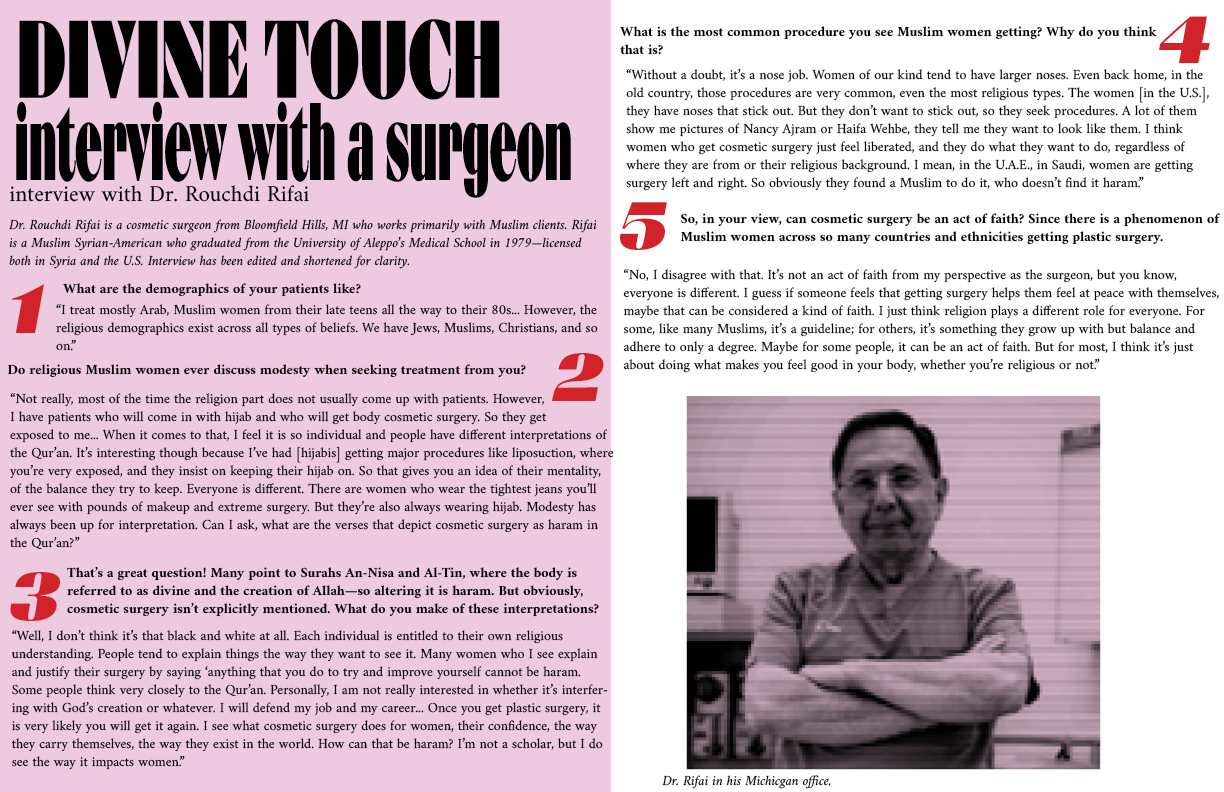 DIVINE TOUCH
interview with a surgeon
interview with Dr. Rouchdi Rifai
Dr. Rouchdi Rifai is a cosmetic surgeon from Bloomfield Hills, MI who works primarily with Muslim clients. Rifai
is a Muslim Syrian-American who graduated from the University of Aleppo's Medical School in 1979—licensed
both in Syria and the U.S. Interview has been edited and shortened for clarity.
1
What are the demographics of your patients like?
“I treat mostly Arab, Muslim women from their late teens all the way to their 80s... However, the
religious demographics exist across all types of beliefs. We have Jews, Muslims, Christians, and so
on.”
2
Do religious Muslim women ever discuss modesty when seeking treatment from you?
“Not really, most of the time the religion part does not usually come up with patients. However,
I have patients who will come in with hijab and who will get body cosmetic surgery. So they get
exposed to me... When it comes to that, I feel it is so individual and people have different interpretations of
the Qur’an. It’s interesting though because I’ve had [hijabis] getting major procedures like liposuction, where
you’re very exposed, and they insist on keeping their hijab on. So that gives you an idea of their mentality,
of the balance they try to keep. Everyone is different. There are women who wear the tightest jeans you’ll
ever see with pounds of makeup and extreme surgery. But they’re also always wearing hijab. Modesty has
always been up for interpretation. Can I ask, what are the verses that depict cosmetic surgery as haram in
the Qur’an?”
3
That’s a great question! Many point to Surahs An-Nisa and Al-Tin, where the body is
referred to as divine and the creation of Allah—so altering it is haram. But obviously,
cosmetic surgery isn’t explicitly mentioned. What do you make of these interpretations?
“Well, I don’t think it’s that black and white at all. Each individual is entitled to their own religious
understanding. People tend to explain things the way they want to see it. Many women who I see explain
and justify their surgery by saying ‘anything that you do to try and improve yourself cannot be haram.
Some people think very closely to the Qur’an. Personally, I am not really interested in whether it’s interfer-
ing with God’s creation or whatever. I will defend my job and my career... Once you get plastic surgery, it
is very likely you will get it again. I see what cosmetic surgery does for women, their confidence, the way
they carry themselves, the way they exist in the world. How can that be haram? I’m not a scholar, but I do
see the way it impacts women.”
4
What is the most common procedure you see Muslim women getting? Why do you think
that is?
“Without a doubt, it’s a nose job. Women of our kind tend to have larger noses. Even back home, in the
old country, those procedures are very common, even the most religious types. The women [in the U.S.],
they have noses that stick out. But they don’t want to stick out, so they seek procedures. A lot of them
show me pictures of Nancy Ajram or Haifa Wehbe, they tell me they want to look like them. I think
women who get cosmetic surgery just feel liberated, and they do what they want to do, regardless of
where they are from or their religious background. I mean, in the U.A.E., in Saudi, women are getting
surgery left and right. So obviously they found a Muslim to do it, who doesn’t find it haram.”
5
So, in your view, can cosmetic surgery be an act of faith? Since there is a phenomenon of
Muslim women across so many countries and ethnicities getting plastic surgery.
“No, I disagree with that. It’s not an act of faith from my perspective as the surgeon, but you know,
everyone is different. I guess if someone feels that getting surgery helps them feel at peace with themselves,
maybe that can be considered a kind of faith. I just think religion plays a different role for everyone. For
some, like many Muslims, it’s a guideline; for others, it’s something they grow up with but balance and
adhere to only a degree. Maybe for some people, it can be an act of faith. But for most, I think it’s just
about doing what makes you feel good in your body, whether you’re religious or not.”
Dr. Rifai in his Michicgan office.